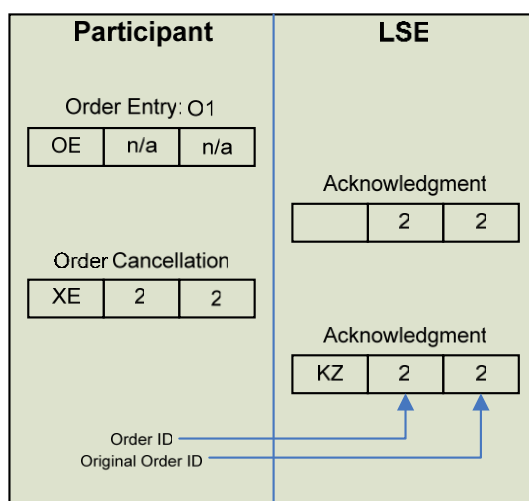 Participant LSE
Order Entry: O1
OE n/a n/a
Acknowledgment
2 2
Order Cancellation
XE 2 2
Acknowledgment
KZ 2 2
Order ID
Original Order ID